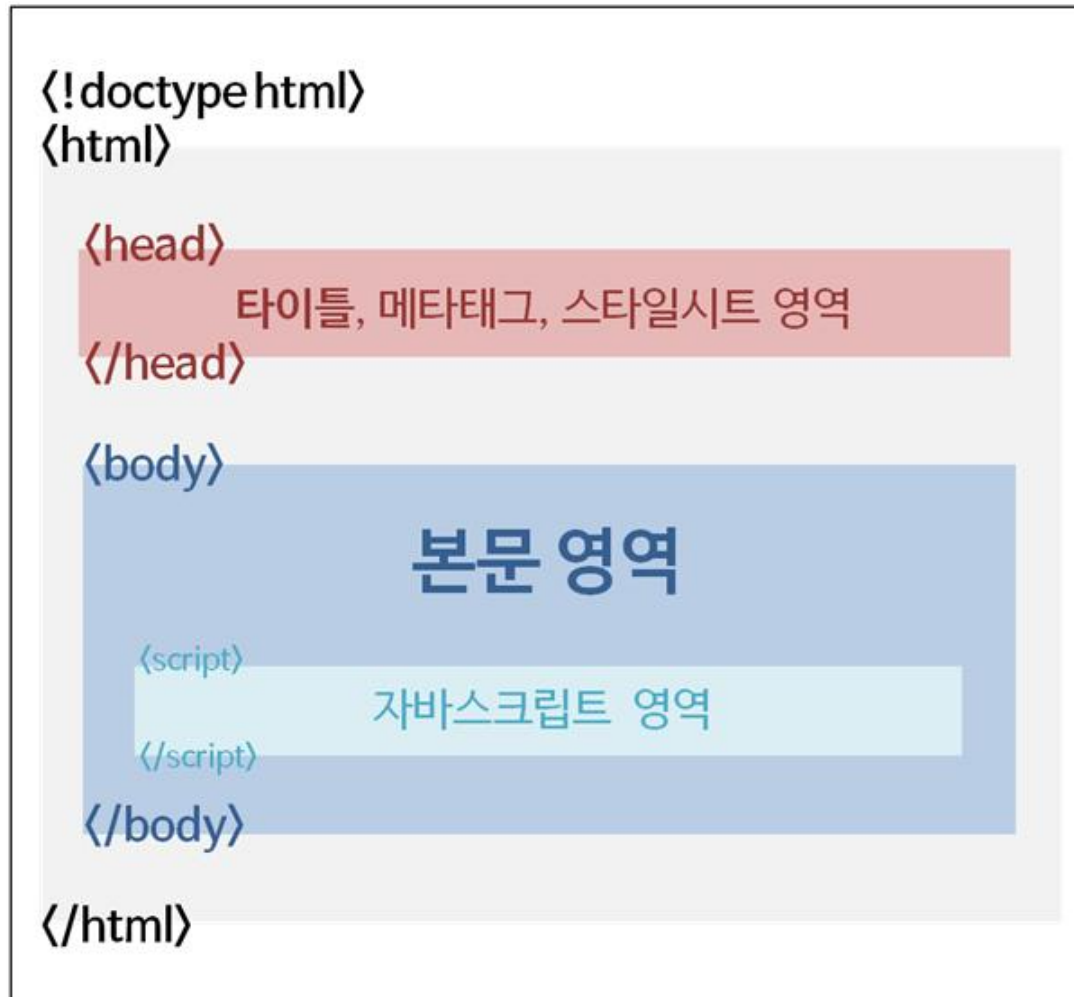 〈!doctype html〉
〈html〉
〈head〉
타이틀, 메타태그, 스타일시트 영역
〈/head〉
〈body〉
본문 영역
〈script〉
자바스크립트 영역
〈/script〉
〈/body〉
〈/html〉